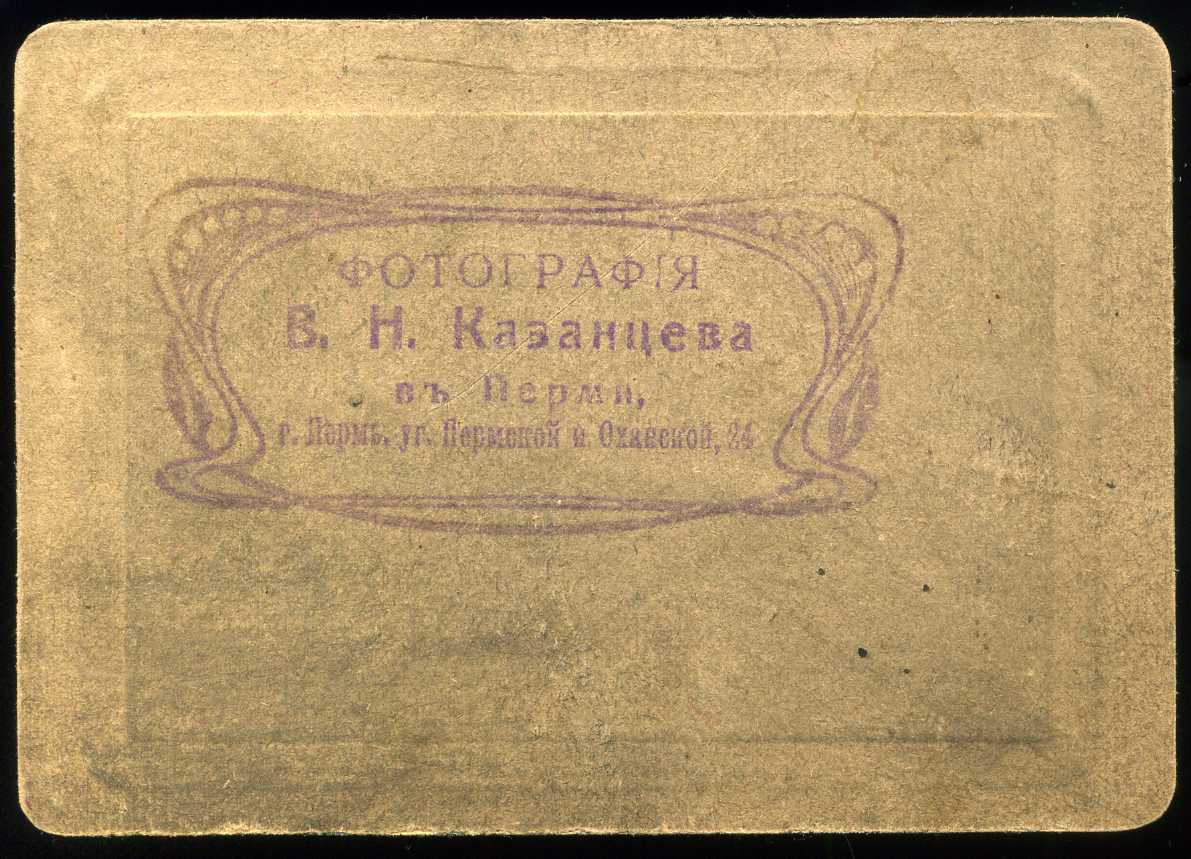 ФОТОГРАФІЯ
В. Н. Казанцева
въ Перми,
г. Пермь. уг. Пермской и Оханской, 24